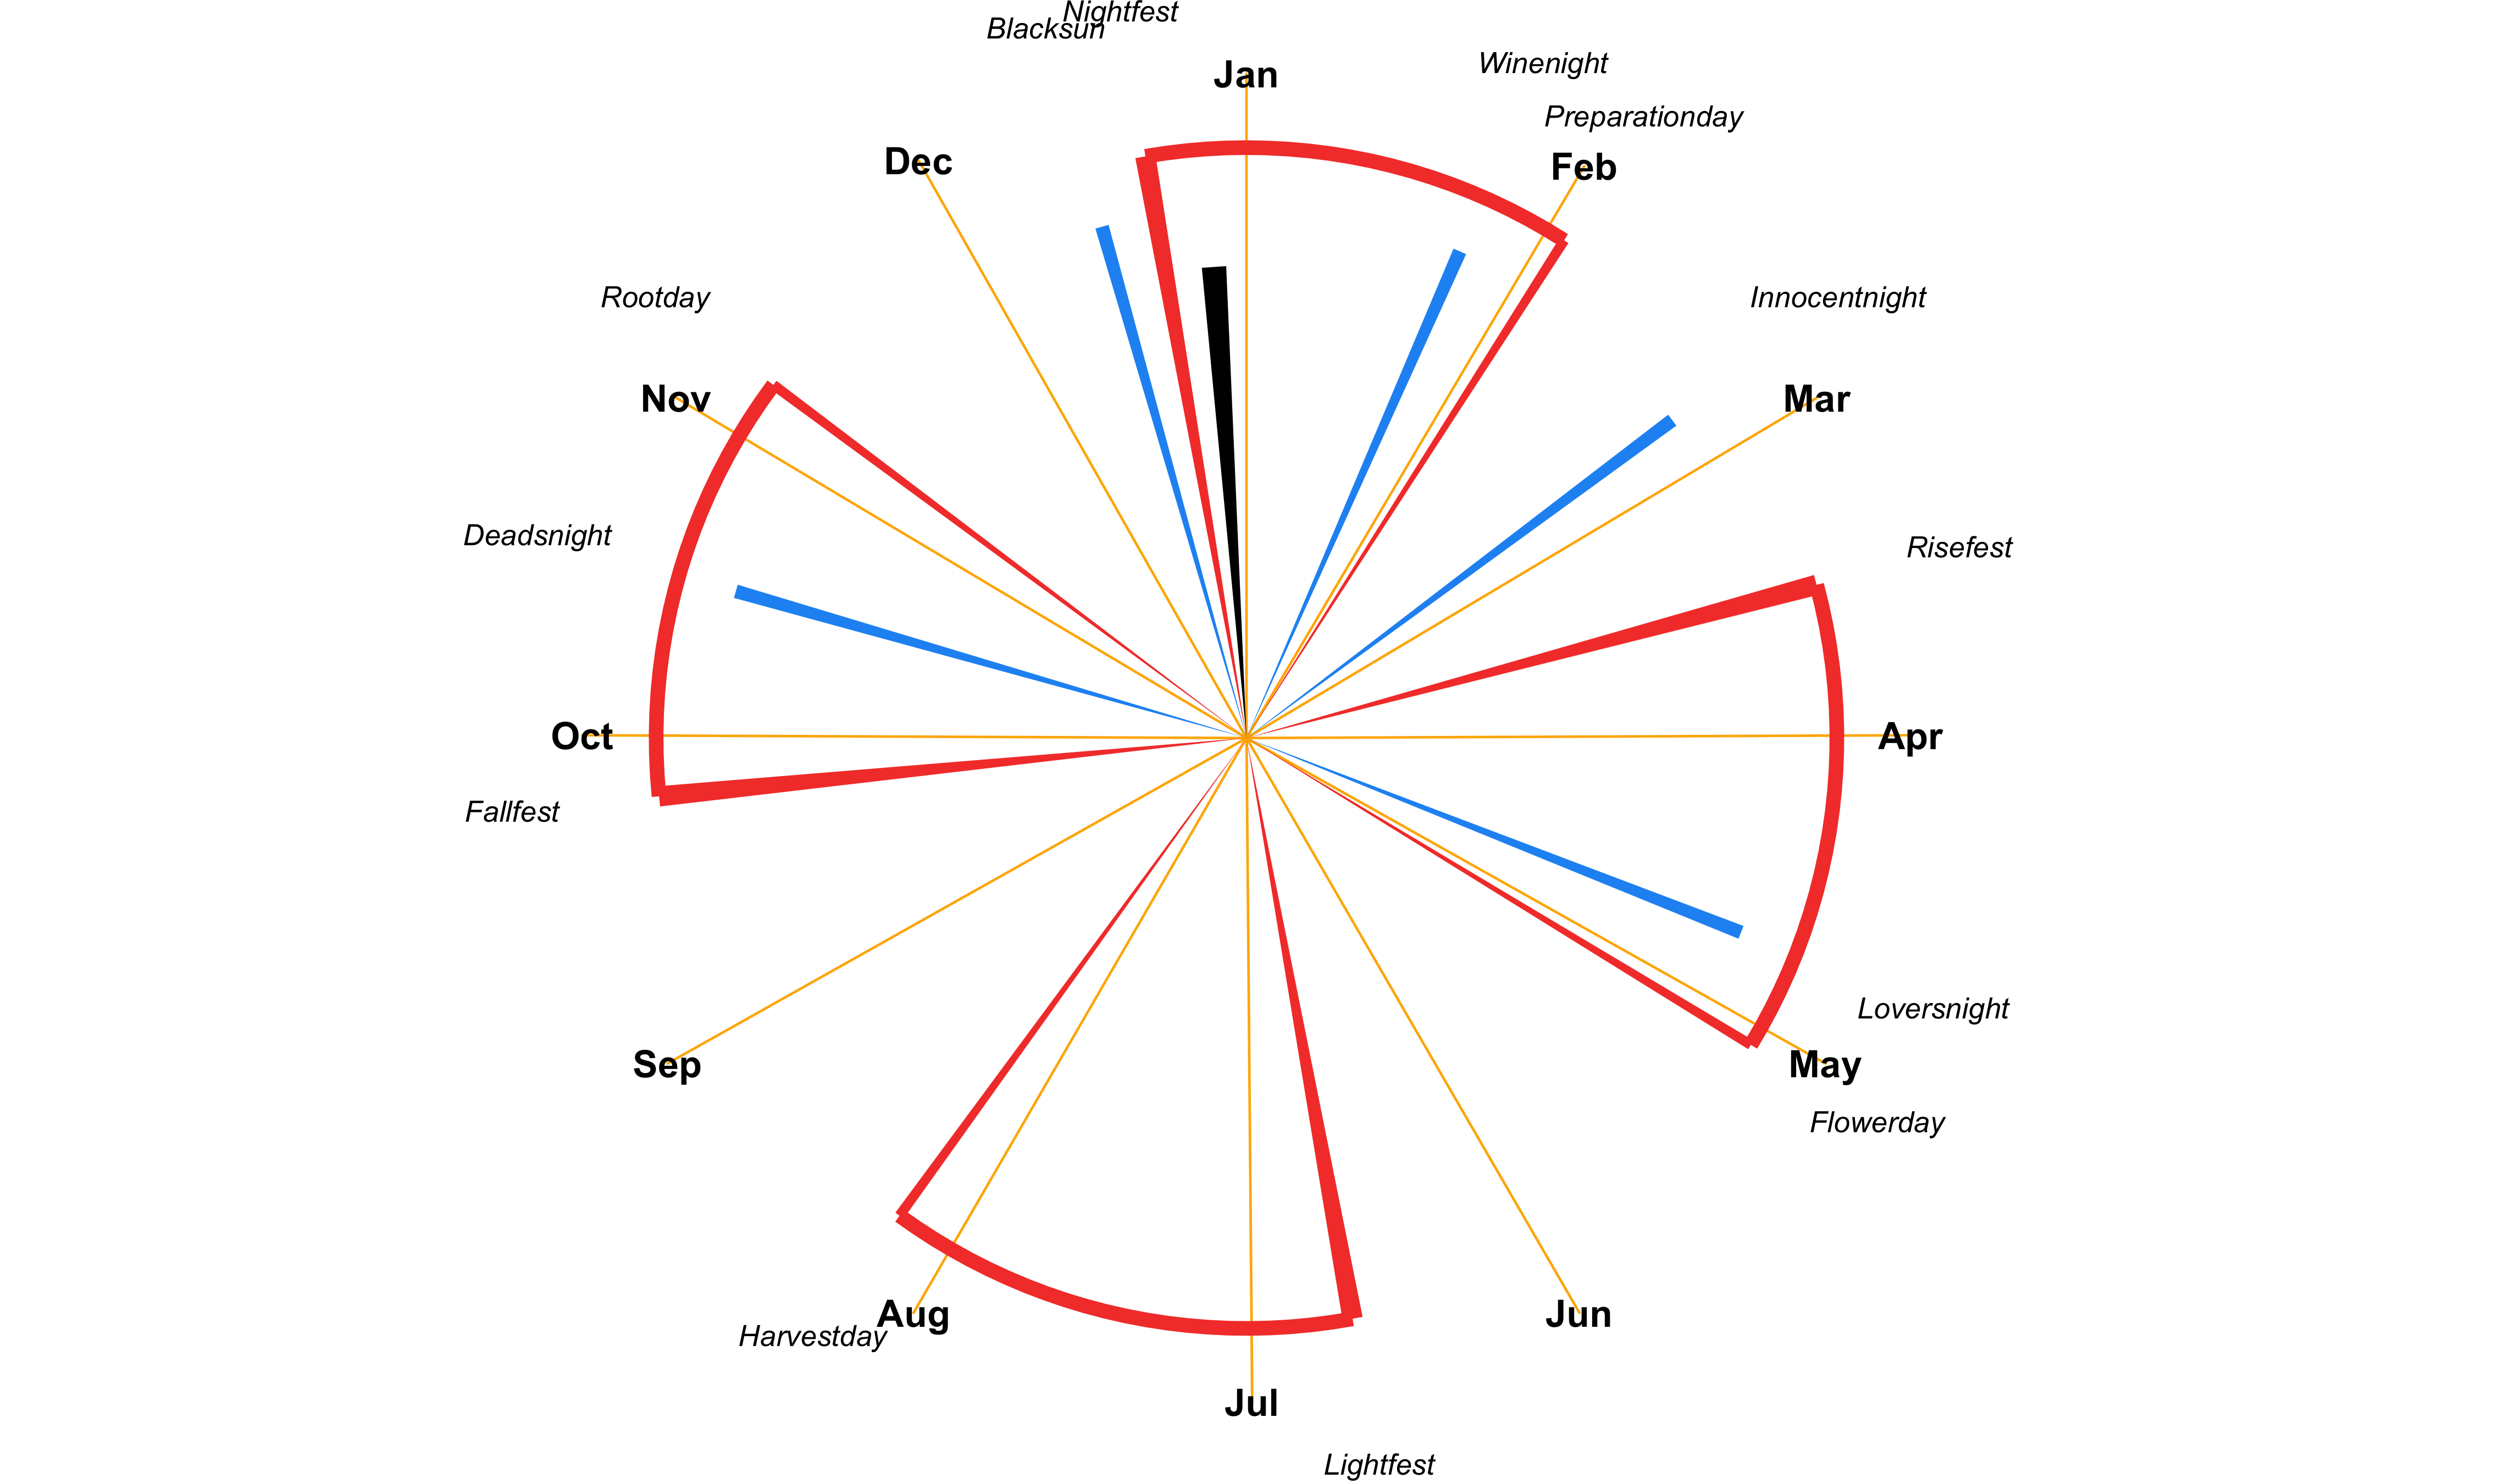 Nightfest
Blacksun
Winenight
Jan
Preparationday
Dec
Feb
Rootday
Innocentnight
Nov
Mar
Deadsnight
Risefest
Oct
Apr
Fallfest
Loversnight
Sep
May
Flowerday
Aug
Jun
Harvestday
Jul
Lightfest